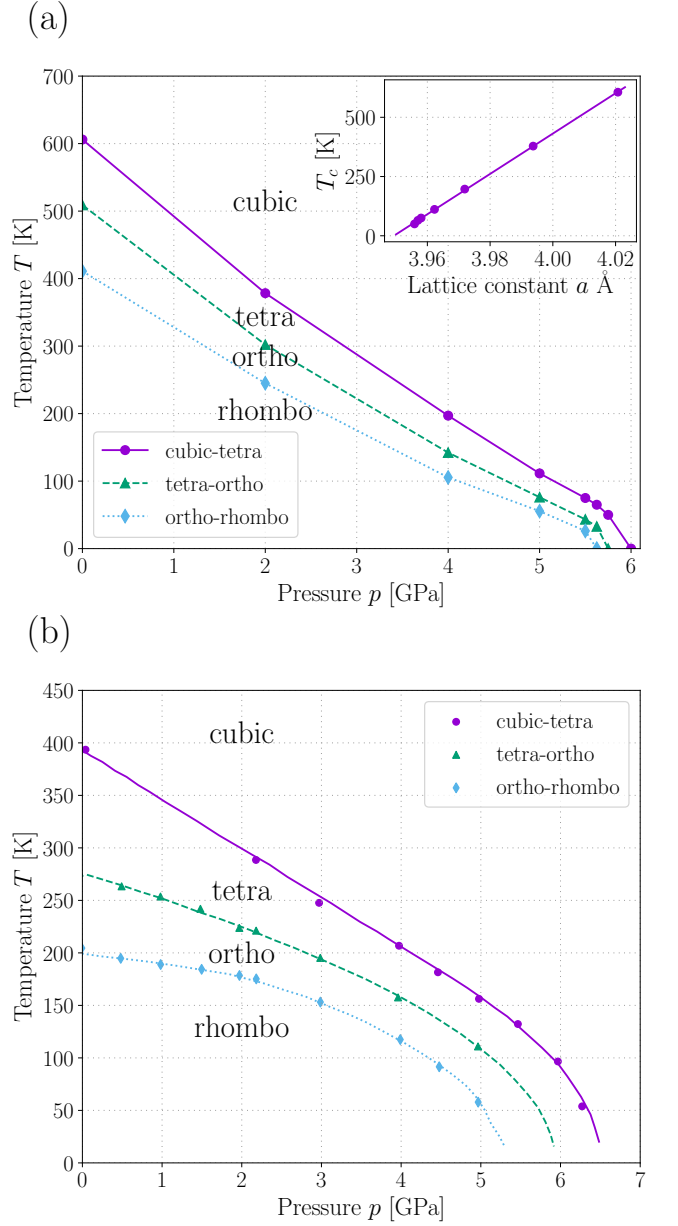 (a)
700
600
500
400
300
200
100
0
Temperature T [K]
0 1 2 3 4 5 6
Pressure p [GPa]
cubic
tetra
ortho
rhombo
cubic-tetra
tetra-ortho
ortho-rhombo
500
250
0
T_c [K]
3.96 3.98 4.00 4.02
Lattice constant a Å
(b)
450
400
350
300
250
200
150
100
50
0
Temperature T [K]
0 1 2 3 4 5 6 7
Pressure p [GPa]
cubic
tetra
ortho
rhombo
cubic-tetra
tetra-ortho
ortho-rhombo